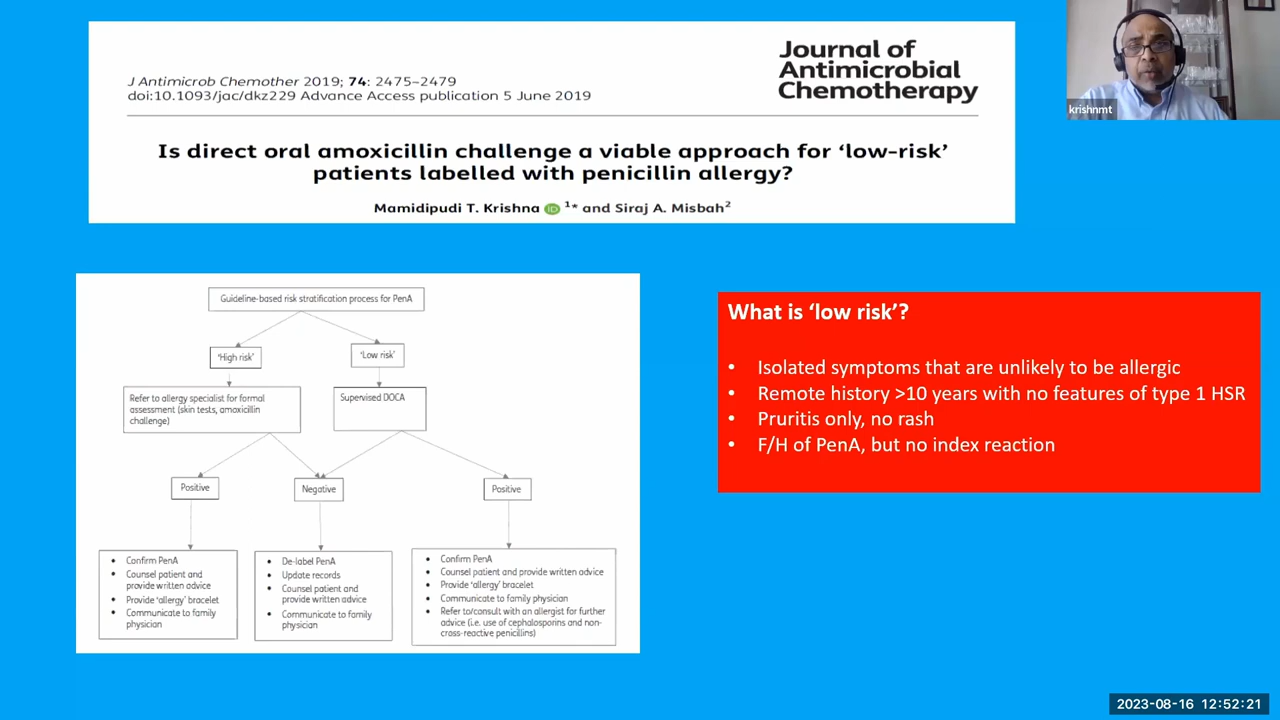 J Antimicrob Chemother 2019; 74: 2475–2479
doi:10.1093/jac/dkz229 Advance Access publication 5 June 2019
Journal of
Antimicrobial
Chemotherapy
Is direct oral amoxicillin challenge a viable approach for ‘low-risk’
patients labelled with penicillin allergy?
Mamidipudi T. Krishna iD 1* and Siraj A. Misbah2
krishnmt
Guideline-based risk stratification process for PenA
‘High risk’
‘Low risk’
Refer to allergy specialist for formal
assessment (skin tests, amoxicillin
challenge)
Supervised DOCA
Positive
Negative
Positive
• Confirm PenA
• Counsel patient and
provide written advice
• Provide ‘allergy’ bracelet
• Communicate to family
physician
• De-label PenA
• Update records
• Counsel patient and
provide written advice
• Communicate to family
physician
• Confirm PenA
• Counsel patient and provide written advice
• Provide ‘allergy’ bracelet
• Communicate to family physician
• Refer to/consult with an allergist for further
advice (i.e. use of cephalosporins and non-
cross-reactive penicillins)
What is ‘low risk’?
• Isolated symptoms that are unlikely to be allergic
• Remote history >10 years with no features of type 1 HSR
• Pruritis only, no rash
• F/H of PenA, but no index reaction
2023-08-16 12:52:21